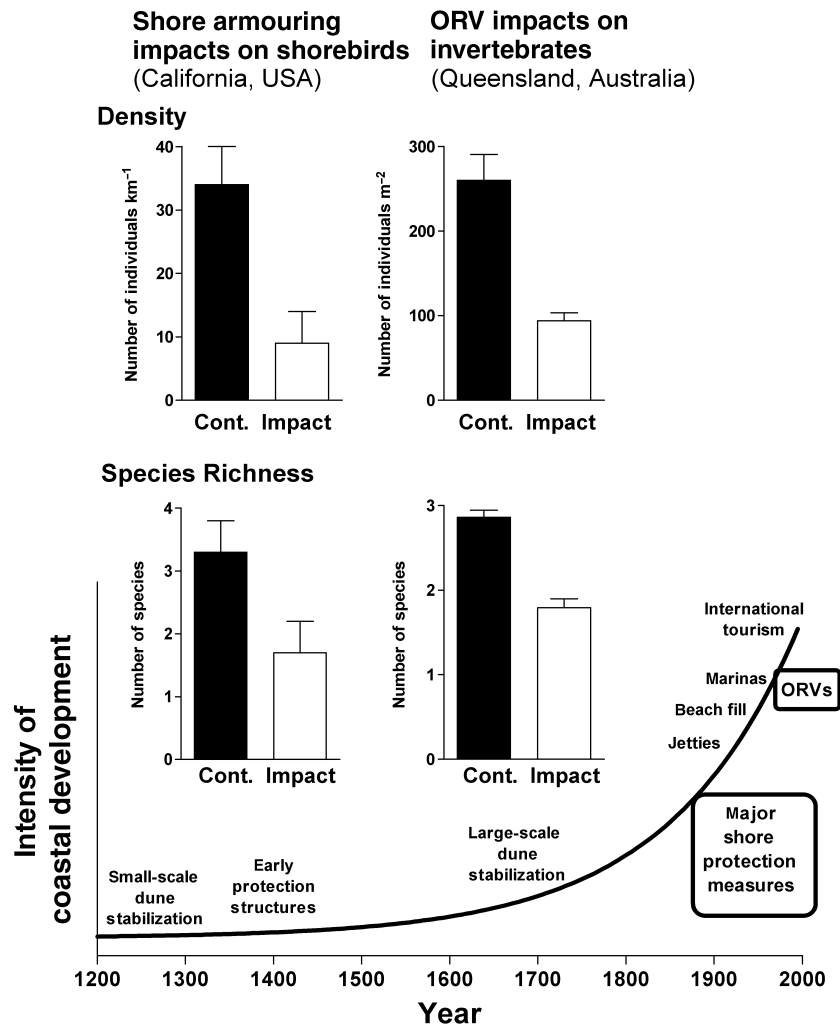 Shore armouring
impacts on shorebirds
(California, USA)
ORV impacts on
invertebrates
(Queensland, Australia)
Density
Number of individuals km⁻¹
40
30
20
10
0
Cont. Impact
Number of individuals m⁻²
300
200
100
0
Cont. Impact
Species Richness
Number of species
4
3
2
1
0
Cont. Impact
Number of species
3
2
1
0
Cont. Impact
Intensity of
coastal development
Small-scale
dune
stabilization
Early
protection
structures
Large-scale
dune
stabilization
International
tourism
Marinas
ORVs
Beach fill
Jetties
Major
shore
protection
measures
1200 1300 1400 1500 1600 1700 1800 1900 2000
Year